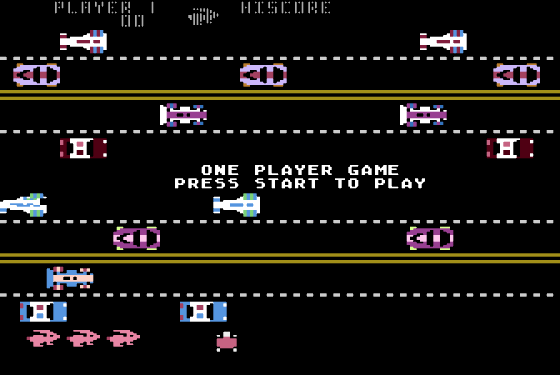 PLAYER 1 HISCORE
00
ONE PLAYER GAME
PRESS START TO PLAY